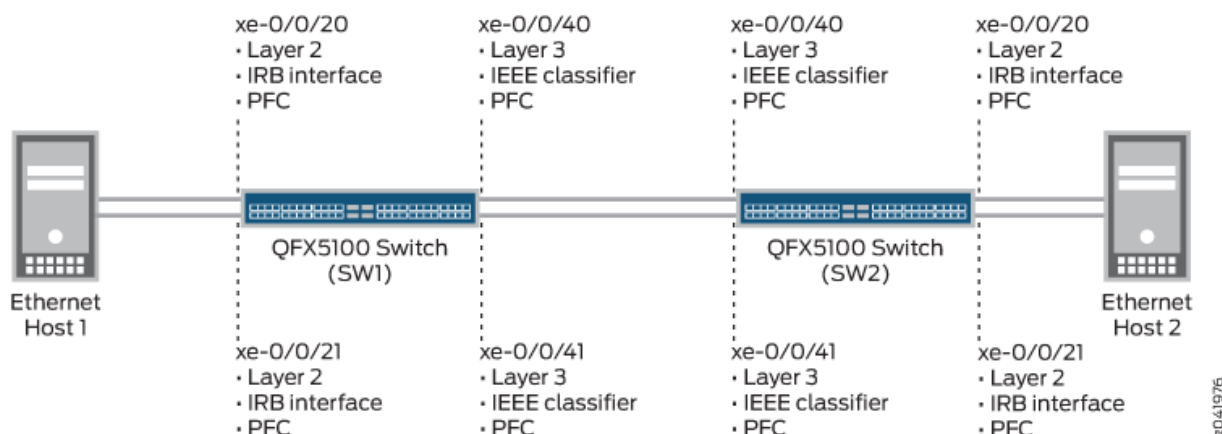 xe-0/0/20
· Layer 2
· IRB interface
· PFC
xe-0/0/40
· Layer 3
· IEEE classifier
· PFC
xe-0/0/40
· Layer 3
· IEEE classifier
· PFC
xe-0/0/20
· Layer 2
· IRB interface
· PFC
Ethernet
Host 1
QFX5100 Switch
(SW1)
QFX5100 Switch
(SW2)
Ethernet
Host 2
xe-0/0/21
· Layer 2
· IRB interface
· PFC
xe-0/0/41
· Layer 3
· IEEE classifier
· PFC
xe-0/0/41
· Layer 3
· IEEE classifier
· PFC
xe-0/0/21
· Layer 2
· IRB interface
· PFC
e041976